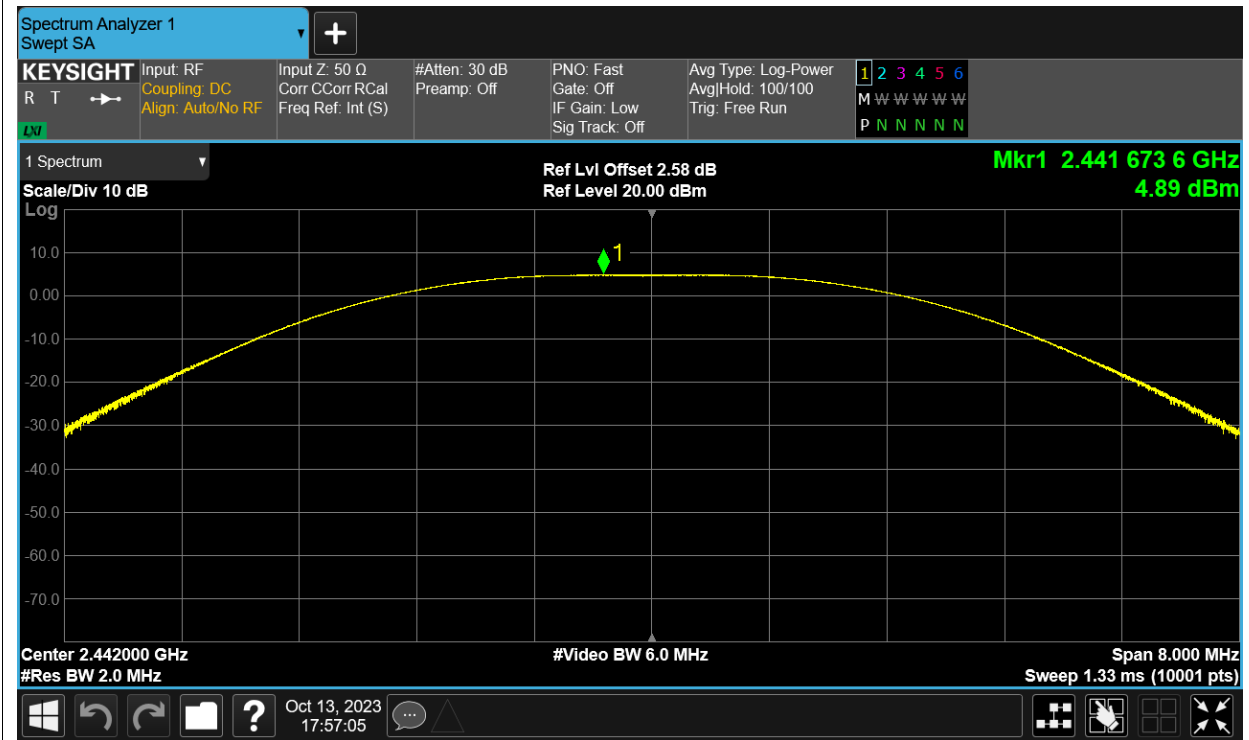 Spectrum Analyzer 1
Swept SA
KEYSIGHT
R T
LXI
Input: RF
Coupling: DC
Align: Auto/No RF
Input Z: 50 Ω
Corr CCorr RCal
Freq Ref: Int (S)
#Atten: 30 dB
Preamp: Off
PNO: Fast
Gate: Off
IF Gain: Low
Sig Track: Off
Avg Type: Log-Power
Avg|Hold: 100/100
Trig: Free Run
1 2 3 4 5 6
M W W W W W
P N N N N N
1 Spectrum
Scale/Div 10 dB
Log
Ref Lvl Offset 2.58 dB
Ref Level 20.00 dBm
Mkr1 2.441 673 6 GHz
4.89 dBm
1
10.0
0.00
-10.0
-20.0
-30.0
-40.0
-50.0
-60.0
-70.0
Center 2.442000 GHz
#Res BW 2.0 MHz
#Video BW 6.0 MHz
Span 8.000 MHz
Sweep 1.33 ms (10001 pts)
?
Oct 13, 2023
17:57:05